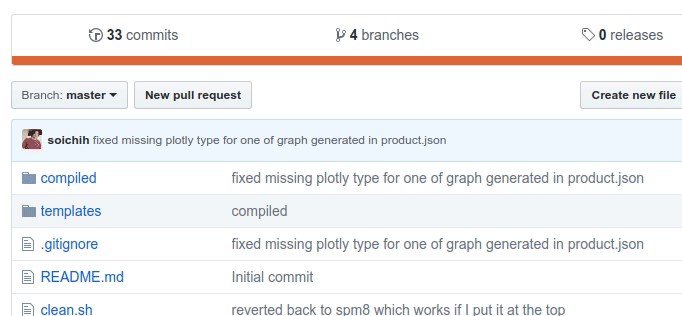 33 commits 4 branches 0 releases
Branch: master New pull request Create new file
soichih fixed missing plotly type for one of graph generated in product.json
compiled fixed missing plotly type for one of graph generated in product.json
templates compiled
.gitignore fixed missing plotly type for one of graph generated in product.json
README.md Initial commit
clean.sh reverted back to spm8 which works if I put it at the top